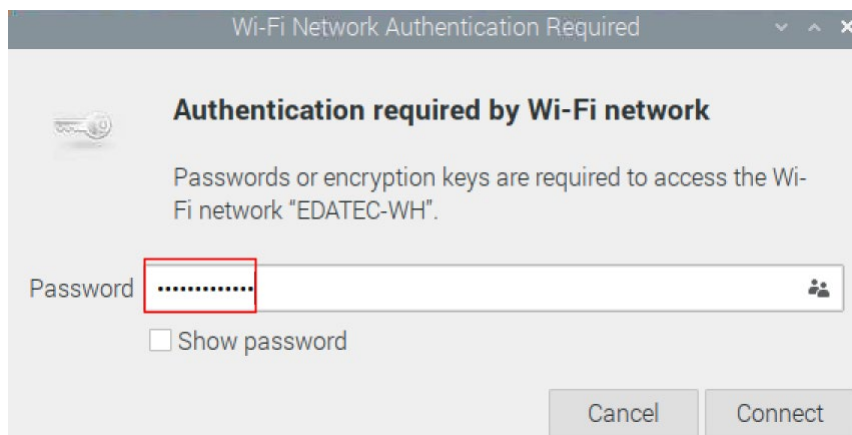 Wi-Fi Network Authentication Required
Authentication required by Wi-Fi network
Passwords or encryption keys are required to access the Wi-
Fi network “EDATEC-WH”.
Password •••••••••••••
Show password
Cancel Connect